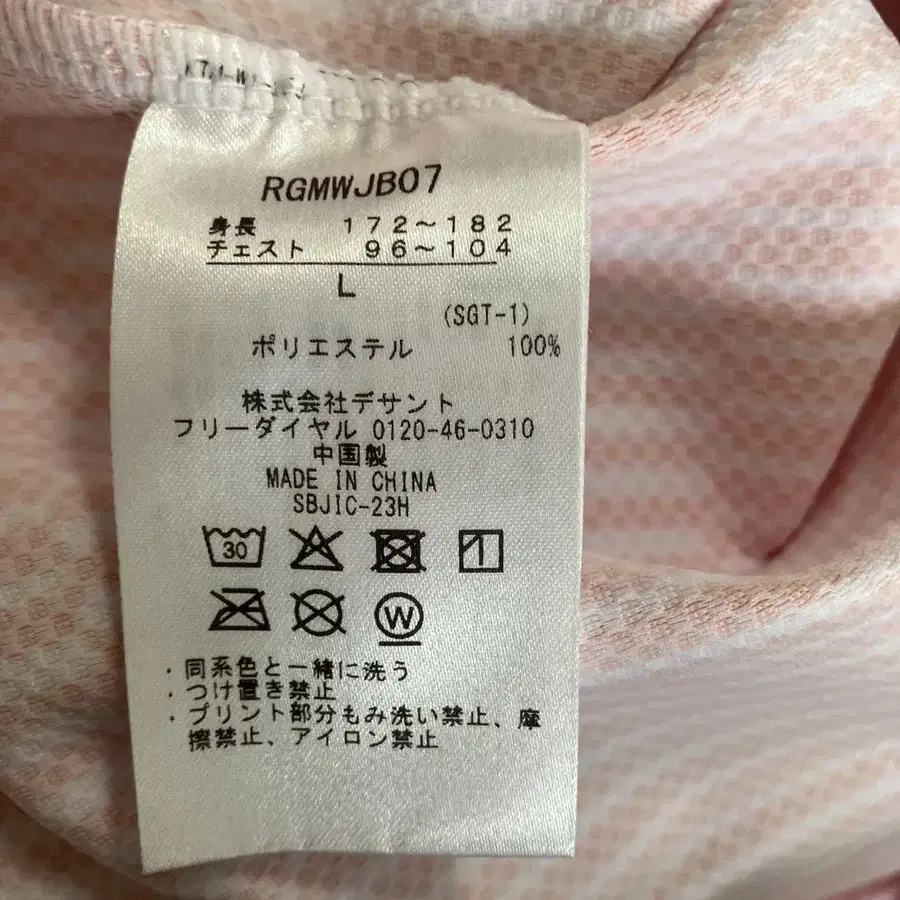 RGMWJB07
身長 172～182
チェスト 96～104
L
(SGT-1)
ポリエステル 100%
株式会社デサント
フリーダイヤル 0120-46-0310
中国製
MADE IN CHINA
SBJIC-23H
30
W
・同系色と一緒に洗う
・つけ置き禁止
・プリント部分もみ洗い禁止、摩
擦禁止、アイロン禁止